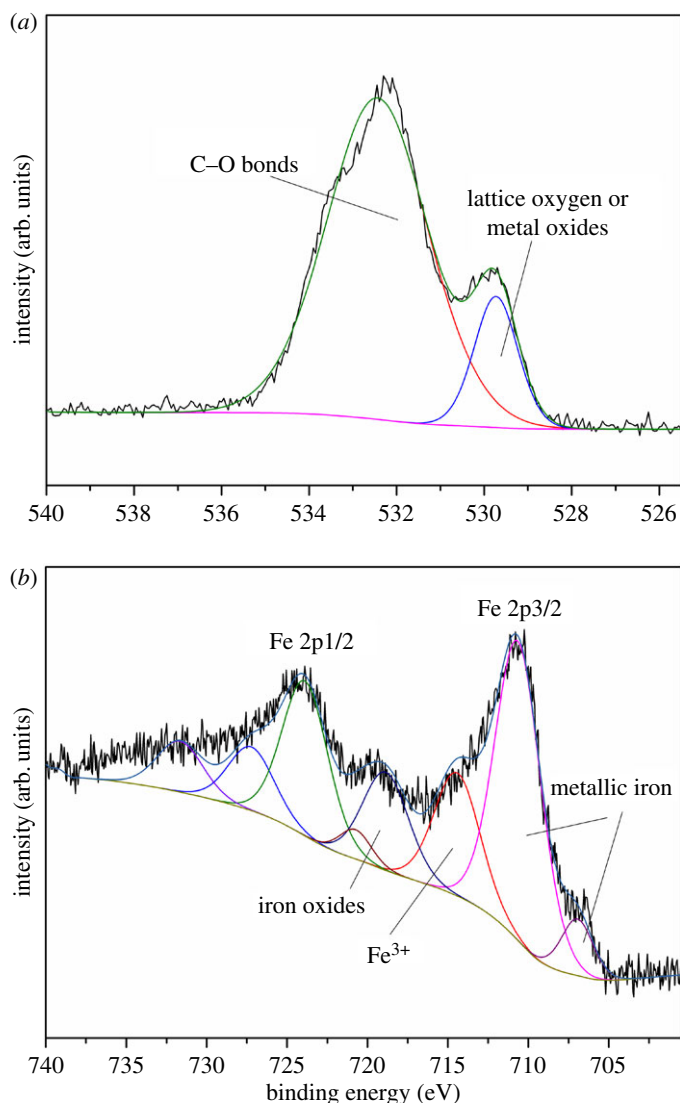 (a)
intensity (arb. units)
C–O bonds
lattice oxygen or
metal oxides
540 538 536 534 532 530 528 526
(b)
intensity (arb. units)
Fe 2p1/2
Fe 2p3/2
metallic iron
iron oxides
Fe³⁺
740 735 730 725 720 715 710 705
binding energy (eV)